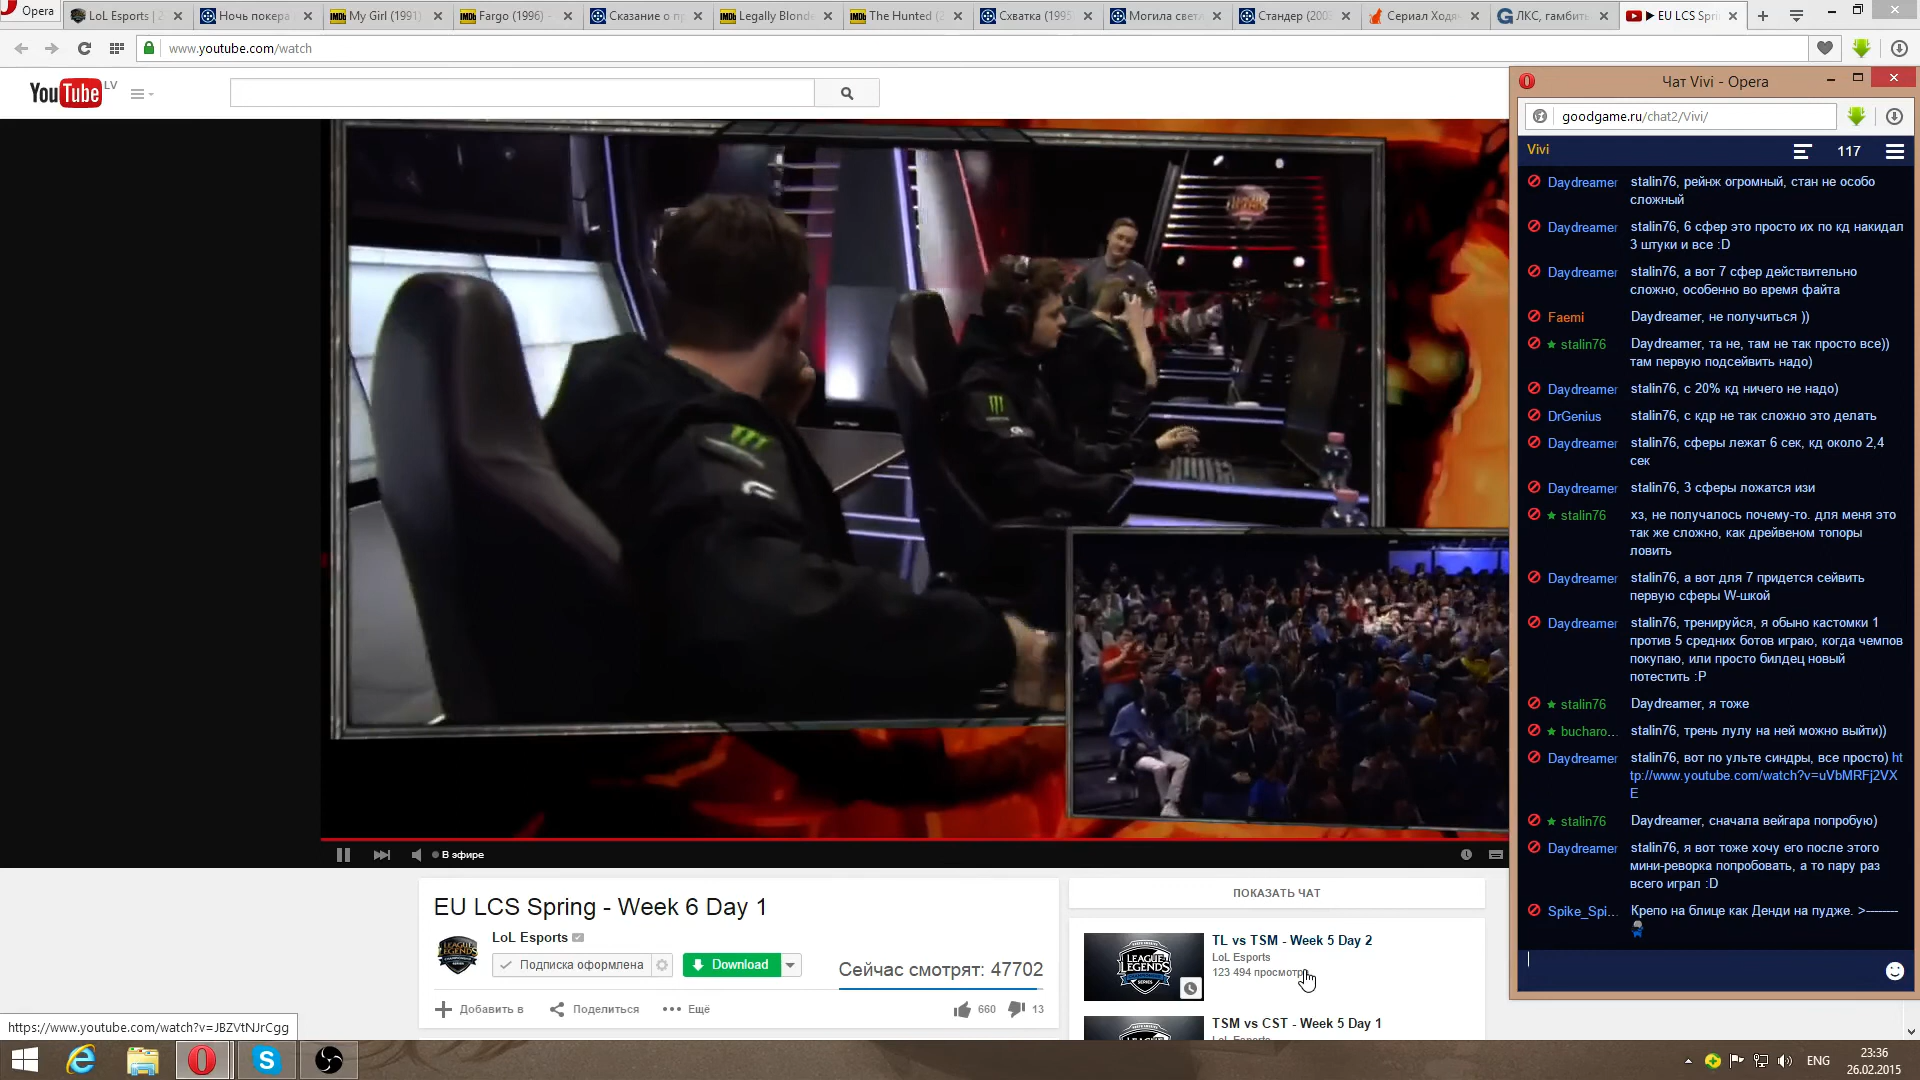 Opera
LoL Esports | 2
Ночь покера
My Girl (1991)
Fargo (1996) -
Сказание о п
Legally Blonde
The Hunted (2
Схватка (1995
Могила свет
Стандер (200
Сериал Ходя
ЛКС, гамбит
EU LCS Spri
www.youtube.com/watch
YouTube LV
Чат Vivi - Opera
goodgame.ru/chat2/Vivi/
Vivi
117
Daydreamer stalin76, рейнж огромный, стан не особо
сложный
Daydreamer stalin76, 6 сфер это просто их по кд накидал
3 штуки и все :D
Daydreamer stalin76, а вот 7 сфер действительно
сложно, особенно во время файта
Faemi Daydreamer, не получиться ))
stalin76 Daydreamer, та не, там не так просто все))
там первую подсейвить надо)
Daydreamer stalin76, с 20% кд ничего не надо)
DrGenius stalin76, с кдр не так сложно это делать
Daydreamer stalin76, сферы лежат 6 сек, кд около 2,4
сек
Daydreamer stalin76, 3 сферы ложатся изи
stalin76 хз, не получалось почему-то. для меня это
так же сложно, как дрейвеном топоры
ловить
Daydreamer stalin76, а вот для 7 придется сейвить
первую сферы W-шкой
Daydreamer stalin76, тренируйся, я обыно кастомки 1
против 5 средних ботов играю, когда чемпов
покупаю, или просто билдец новый
потестить :P
stalin76 Daydreamer, я тоже
bucharo... stalin76, трень лулу на ней можно выйти))
Daydreamer stalin76, вот по ульте синдры, все просто) ht
tp://www.youtube.com/watch?v=uVbMRFj2VX
E
stalin76 Daydreamer, сначала вейгара попробую)
Daydreamer stalin76, я вот тоже хочу его после этого
мини-реворка попробовать, а то пару раз
всего играл :D
Spike_Spi... Крепо на блице как Денди на пудже. >--------
В эфире
EU LCS Spring - Week 6 Day 1
LoL Esports
Подписка оформлена
Download
Сейчас смотрят: 47702
Добавить в
Поделиться
Ещё
660
13
ПОКАЗАТЬ ЧАТ
TL vs TSM - Week 5 Day 2
LoL Esports
123 494 просмотр
TSM vs CST - Week 5 Day 1
LoL Esports
https://www.youtube.com/watch?v=JBZVtNJrCgg
ENG
23:36
26.02.2015